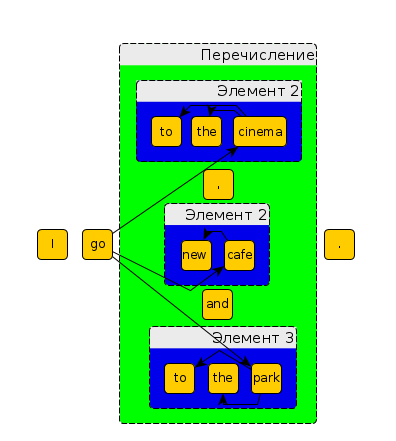 Перечисление
Элемент 2
to the cinema
,
Элемент 2
I go new cafe .
and
Элемент 3
to the park